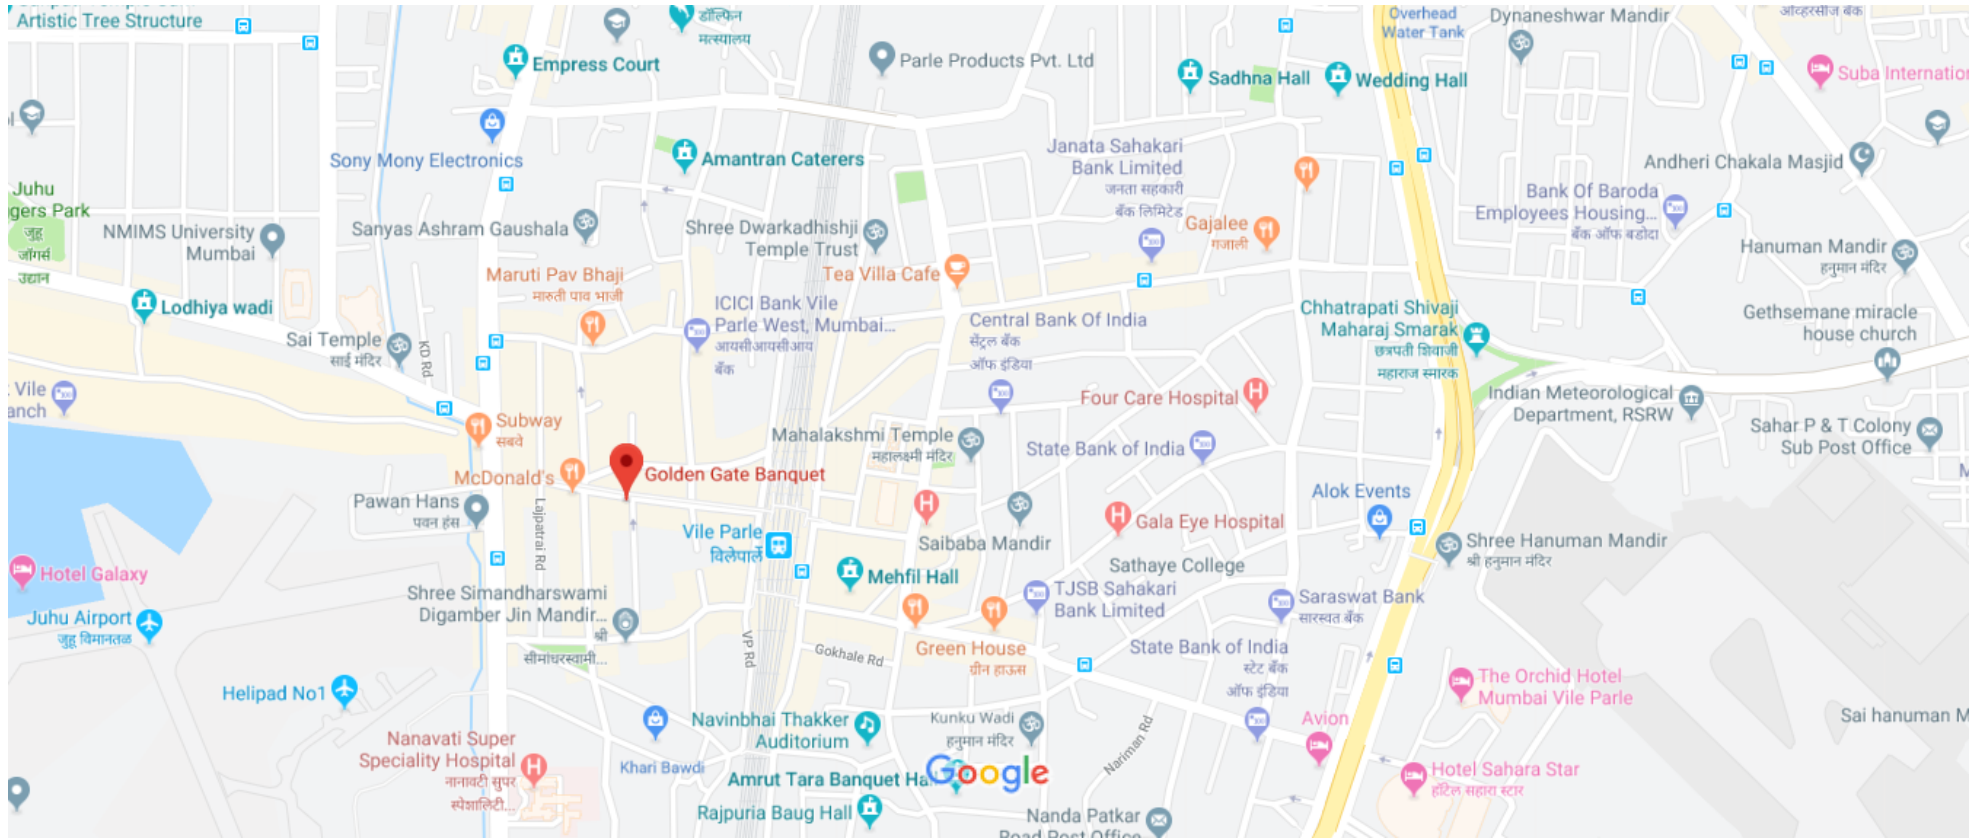 Artistic Tree Structure
डॉल्फिन
मत्स्यालय
Empress Court
Parle Products Pvt. Ltd
Sadhna Hall
Wedding Hall
Overhead
Water Tank
Dynaneshwar Mandir
ओव्हरसीज बँक
Suba Internation
Sony Mony Electronics
Amantran Caterers
Janata Sahakari
Bank Limited
जनता सहकारी
बँक लिमिटेड
Andheri Chakala Masjid
Juhu
gers Park
जुहू
जॉगर्स
उद्यान
NMIMS University
Mumbai
Sanyas Ashram Gaushala
Shree Dwarkadhishji
Temple Trust
Gajalee
गजाली
Bank Of Baroda
Employees Housing...
बँक ऑफ बडोदा
Hanuman Mandir
हनुमान मंदिर
Maruti Pav Bhaji
मारुती पाव भाजी
Tea Villa Cafe
Lodhiya wadi
ICICI Bank Vile
Parle West, Mumbai...
आयसीआयसीआय
बँक
Central Bank Of India
सेंट्रल बँक
ऑफ इंडिया
Chhatrapati Shivaji
Maharaj Smarak
छत्रपती शिवाजी
महाराज स्मारक
Gethsemane miracle
house church
Sai Temple
साई मंदिर
KD Rd
Vile
anch
Subway
सबवे
Four Care Hospital
Indian Meteorological
Department, RSRW
Mahalakshmi Temple
महालक्ष्मी मंदिर
State Bank of India
Sahar P & T Colony
Sub Post Office
McDonald's
Golden Gate Banquet
Pawan Hans
पवन हंस
Lajpatrai Rd
Vile Parle
विलेपार्ले
Saibaba Mandir
Gala Eye Hospital
Alok Events
Shree Hanuman Mandir
श्री हनुमान मंदिर
Hotel Galaxy
Mehfil Hall
Sathaye College
Juhu Airport
जुहू विमानतळ
Shree Simandharswami
Digamber Jin Mandir...
श्री
सीमांधरस्वामी...
TJSB Sahakari
Bank Limited
Saraswat Bank
सारस्वत बँक
VP Rd
Gokhale Rd
Green House
ग्रीन हाऊस
State Bank of India
स्टेट बँक
ऑफ इंडिया
The Orchid Hotel
Mumbai Vile Parle
Helipad No1
Navinbhai Thakker
Auditorium
Kunku Wadi
हनुमान मंदिर
Nariman Rd
Avion
Sai hanuman M
Nanavati Super
Speciality Hospital
नानावटी सुपर
स्पेशालिटी...
Khari Bawdi
Amrut Tara Banquet Ha
Google
Hotel Sahara Star
हॉटेल सहारा स्टार
Rajpuria Baug Hall
Nanda Patkar
Road Post Office